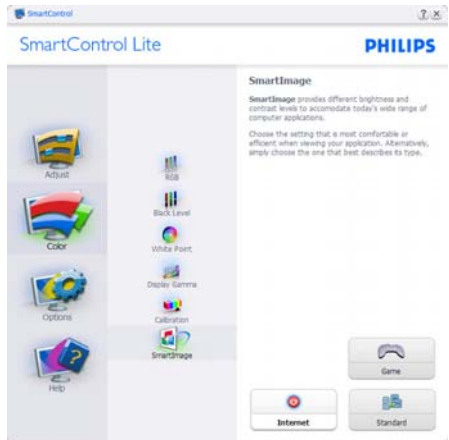 SmartControl
SmartControl Lite
PHILIPS
Adjust
Color
Options
Help
RGB
Black Level
White Point
Display Gamma
Calibration
SmartImage
SmartImage
SmartImage provides different brightness and
contrast levels to accomodate today's wide range of
computer applications.
Choose the setting that is most comfortable or
efficient when viewing your application. Alternatively,
simply choose the one that best describes its type.
Game
Internet
Standard